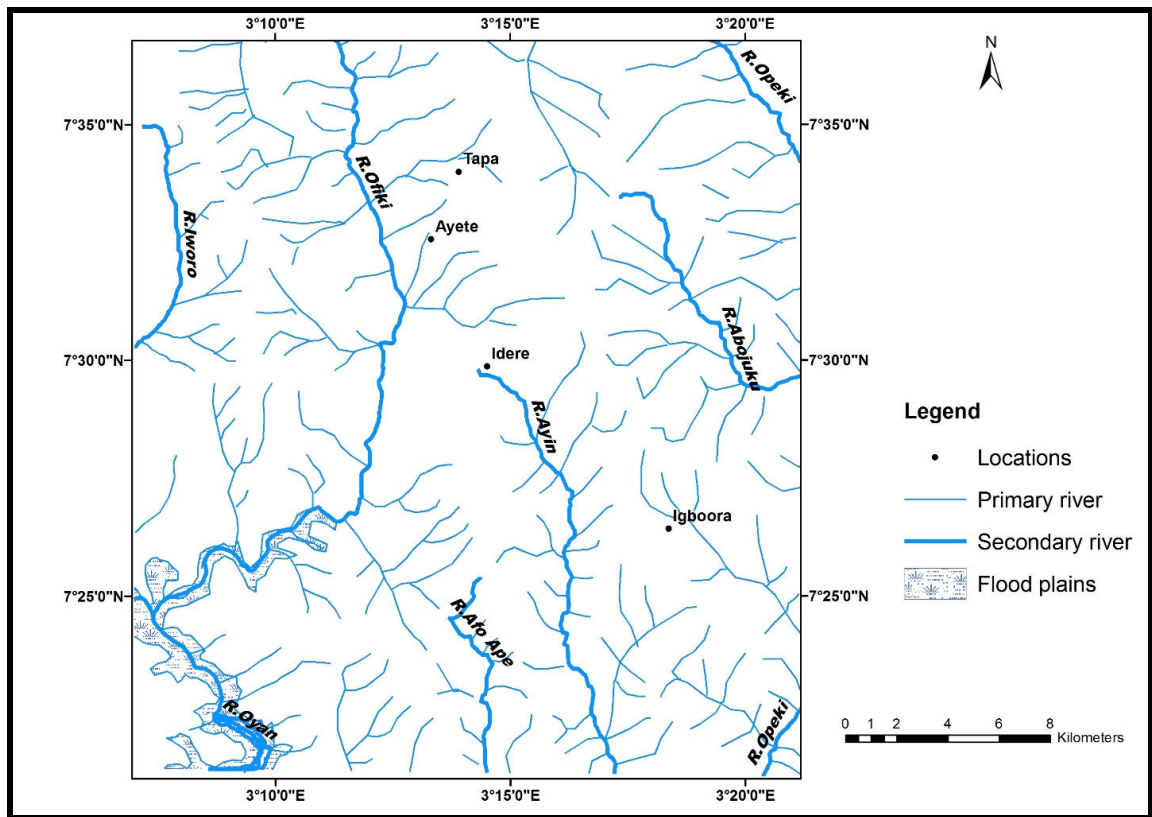 3°10'0"E
3°15'0"E
3°20'0"E
N
R.Opeki
7°35'0"N
7°35'0"N
Tapa
R.Ofiki
Ayete
R.Iworo
R.Abojuku
7°30'0"N
Idere
7°30'0"N
R.Ayin
Legend
Locations
Primary river
Igboora
Secondary river
Flood plains
7°25'0"N
7°25'0"N
R.Afo Ape
R.Oyan
R.Opeki
0 1 2 4 6 8
Kilometers
3°10'0"E
3°15'0"E
3°20'0"E